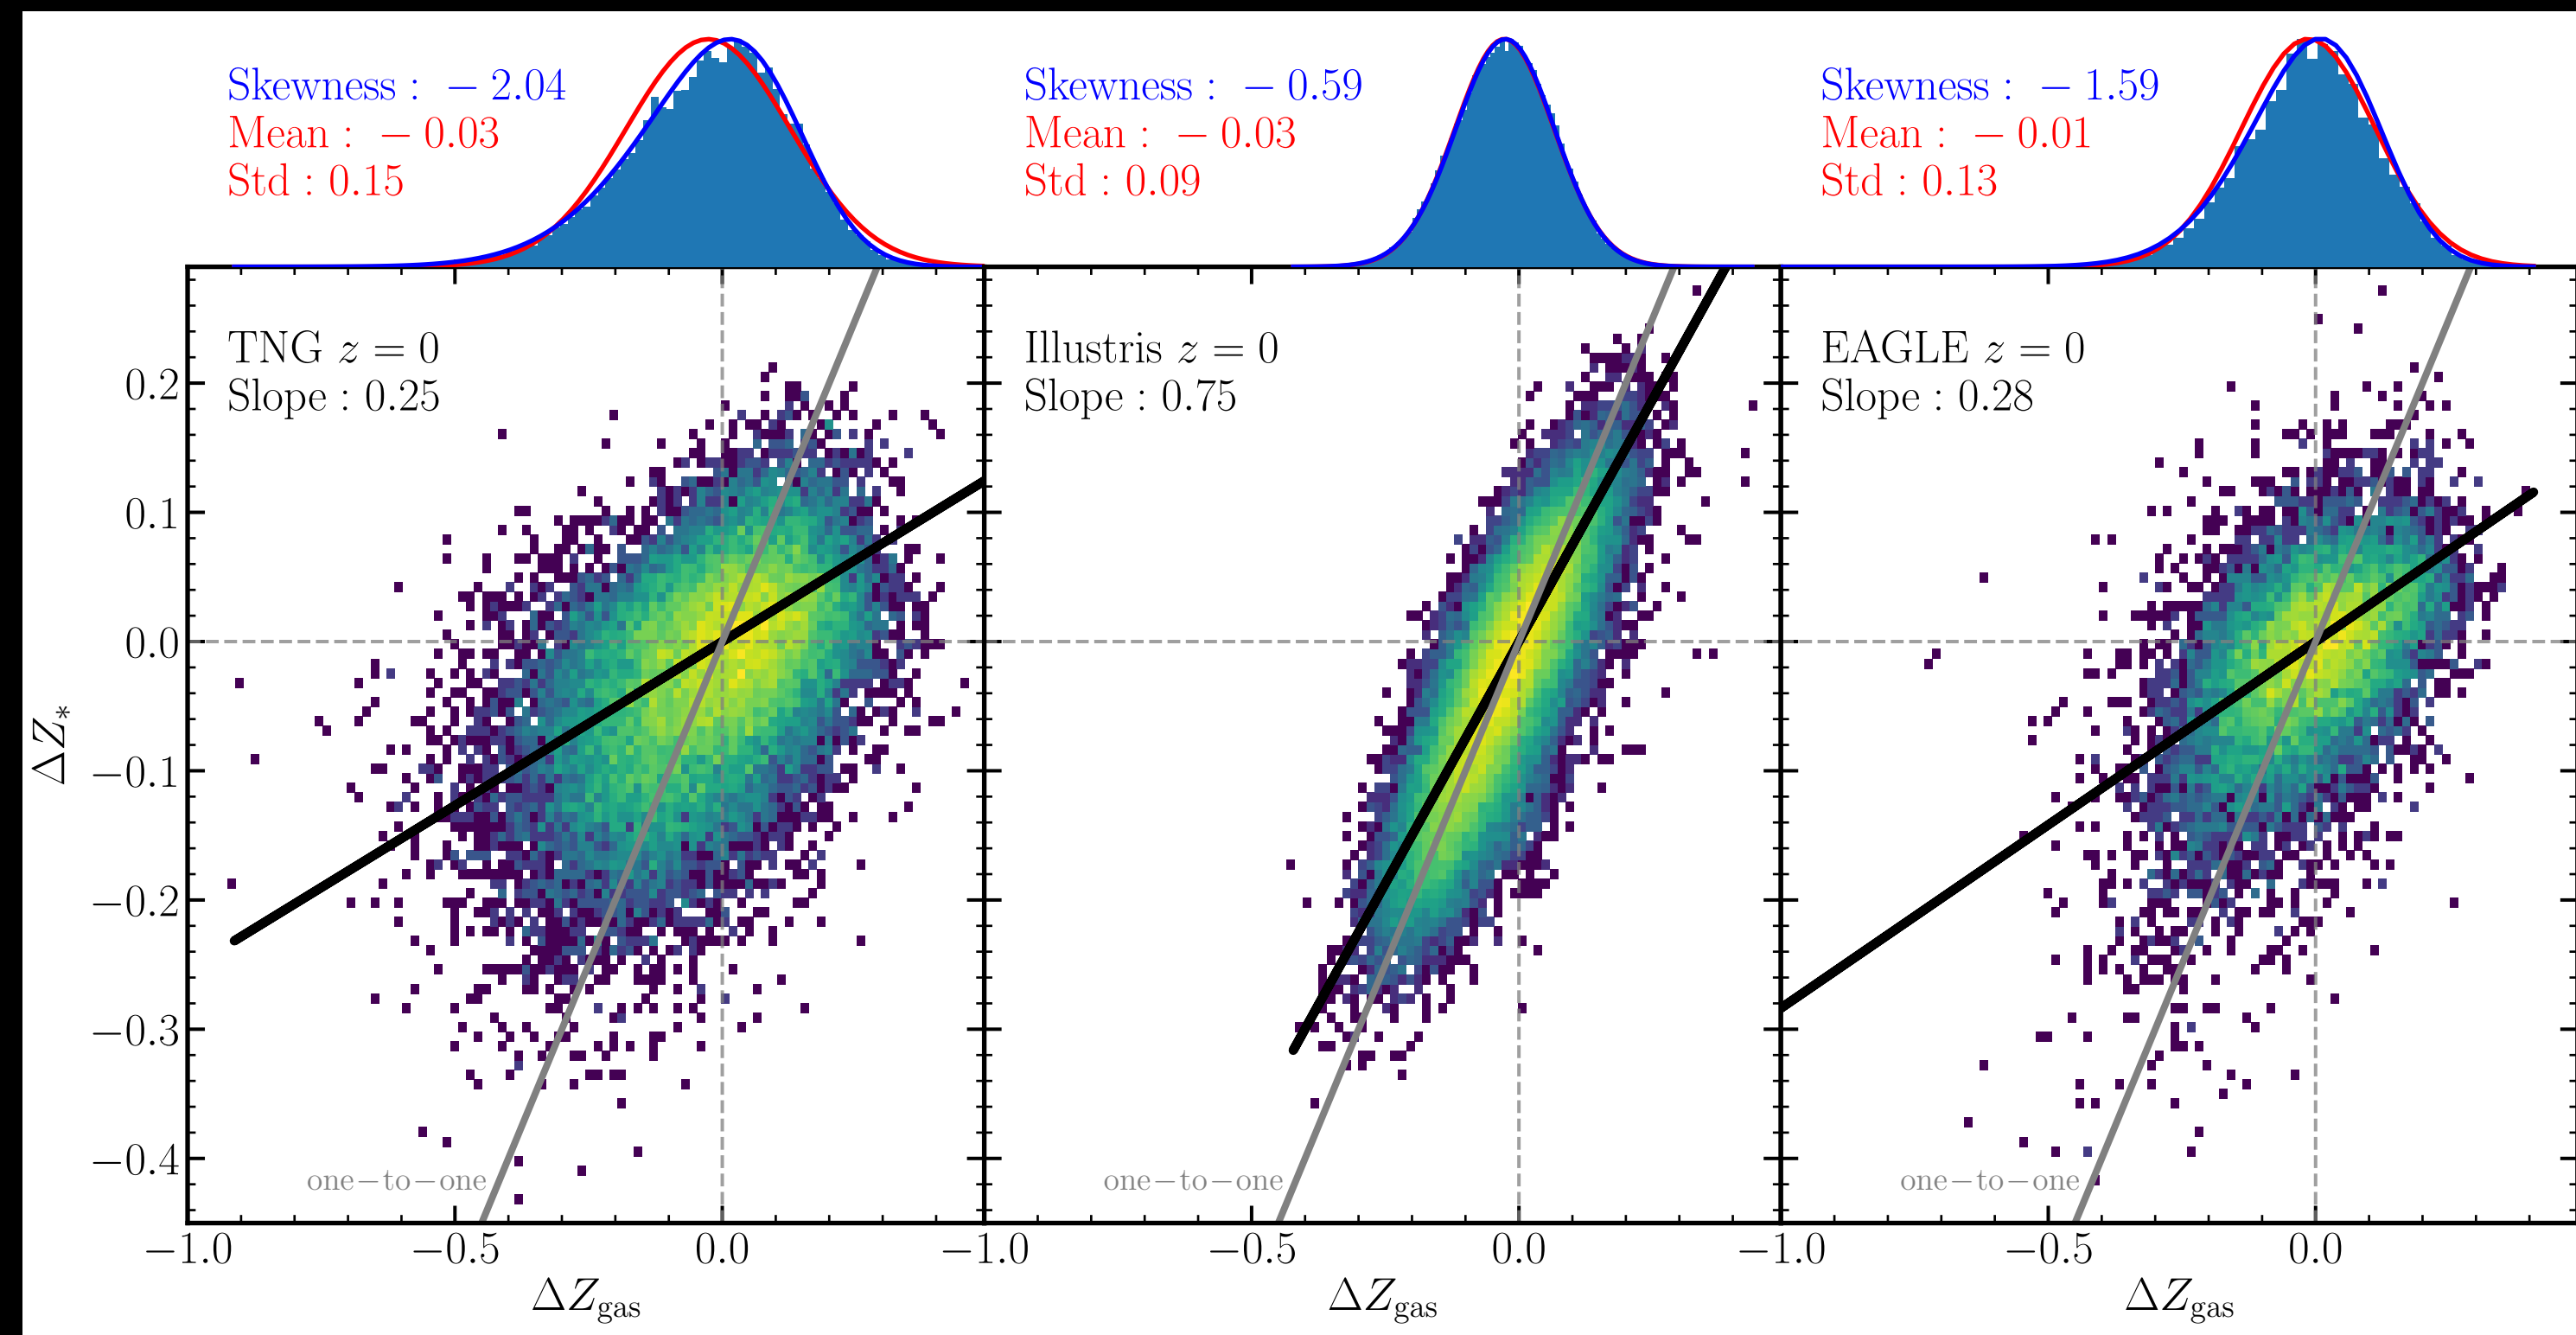 Skewness : − 2.04
Mean : − 0.03
Std : 0.15
Skewness : − 0.59
Mean : − 0.03
Std : 0.09
Skewness : − 1.59
Mean : − 0.01
Std : 0.13
TNG z = 0
Slope : 0.25
Illustris z = 0
Slope : 0.75
EAGLE z = 0
Slope : 0.28
0.2
0.1
0.0
−0.1
−0.2
−0.3
−0.4
ΔZ*
one−to−one
one−to−one
one−to−one
−1.0 −0.5 0.0
−1.0 −0.5 0.0
−1.0 −0.5 0.0
ΔZgas
ΔZgas
ΔZgas